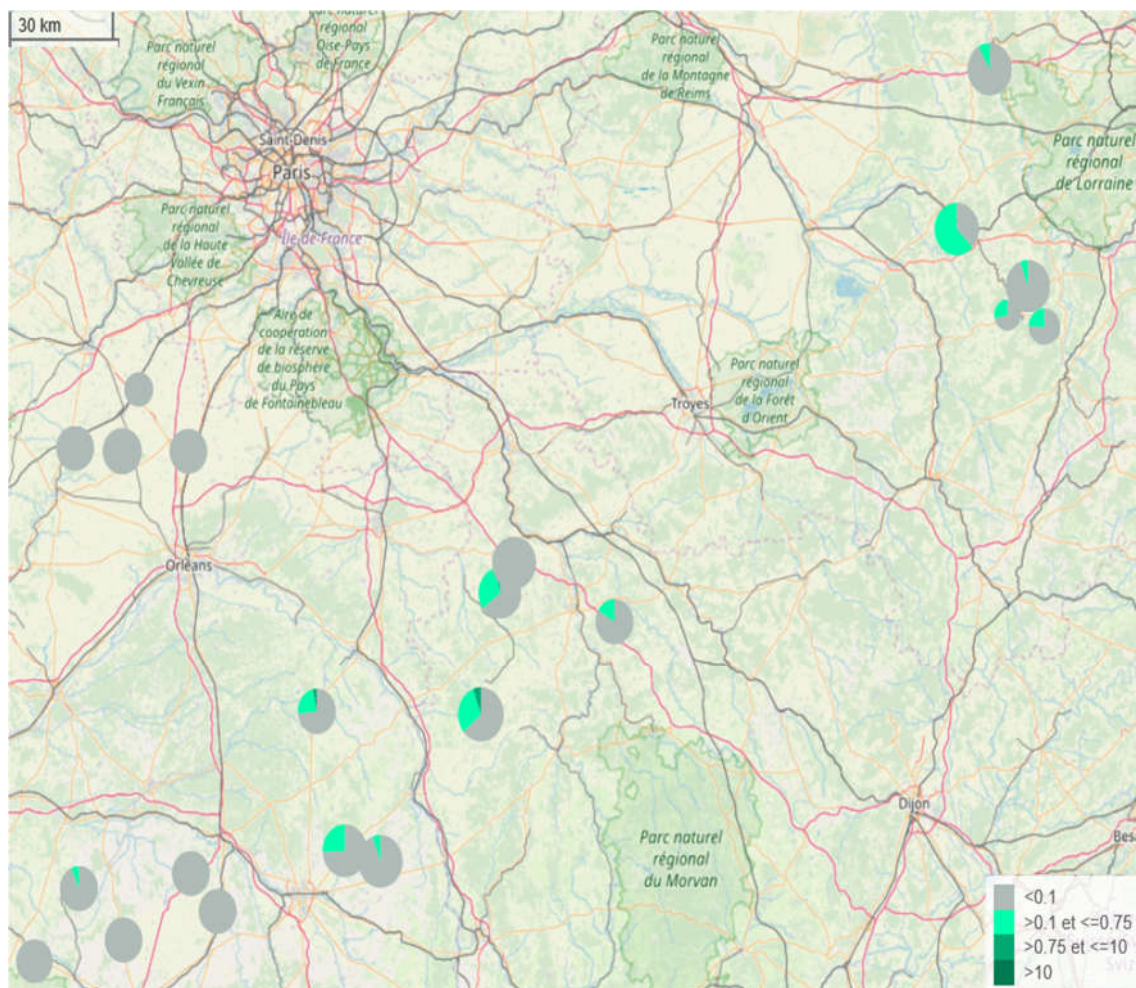 30 km
Parc naturel
régional
du Vexin
Français
Parc naturel
régional
Oise-Pays
de France
Parc naturel
régional
de la Montagne
de Reims
Saint-Denis
Paris
Parc naturel
régional
de Lorraine
Parc naturel
régional
de la Haute
Vallée de
Chevreuse
Île-de-France
Aire de
coopération
de la réserve
de biosphère
du Pays
de Fontainebleau
Parc naturel
régional
de la Forêt
d'Orient
Troyes
Orléans
Dijon
Parc naturel
régional
du Morvan
Bes
<0.1
>0.1 et <=0.75
>0.75 et <=10
>10